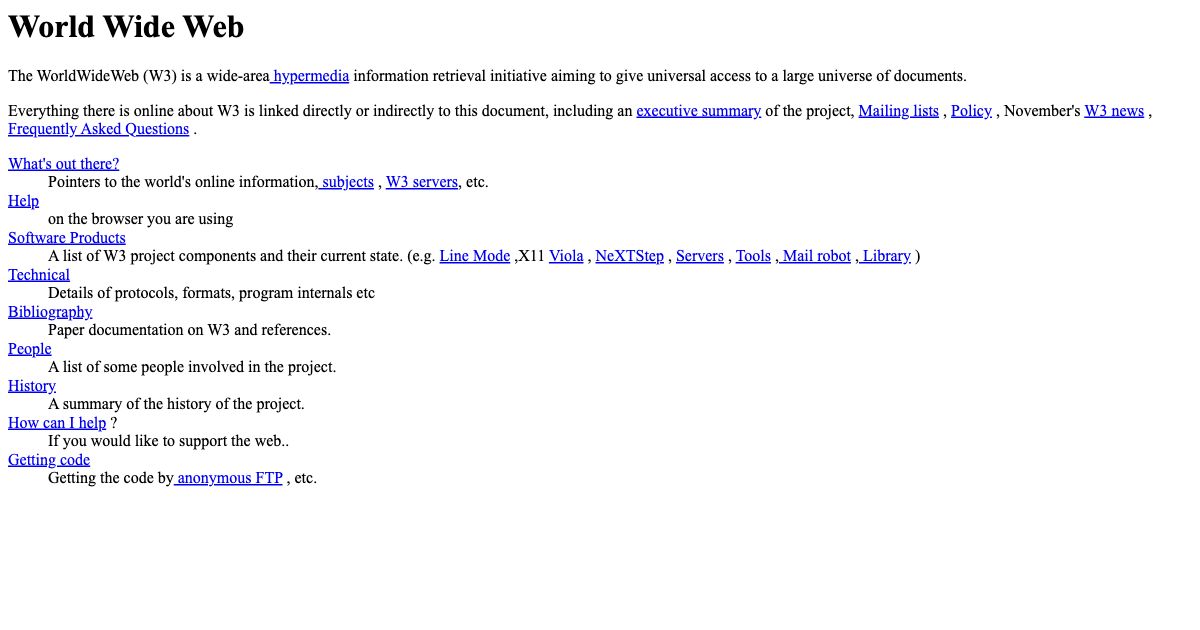 World Wide Web
The WorldWideWeb (W3) is a wide-area hypermedia information retrieval initiative aiming to give universal access to a large universe of documents.
Everything there is online about W3 is linked directly or indirectly to this document, including an executive summary of the project, Mailing lists , Policy , November's W3 news ,
Frequently Asked Questions .
What's out there?
Pointers to the world's online information, subjects , W3 servers, etc.
Help
on the browser you are using
Software Products
A list of W3 project components and their current state. (e.g. Line Mode ,X11 Viola , NeXTStep , Servers , Tools , Mail robot , Library )
Technical
Details of protocols, formats, program internals etc
Bibliography
Paper documentation on W3 and references.
People
A list of some people involved in the project.
History
A summary of the history of the project.
How can I help ?
If you would like to support the web..
Getting code
Getting the code by anonymous FTP , etc.